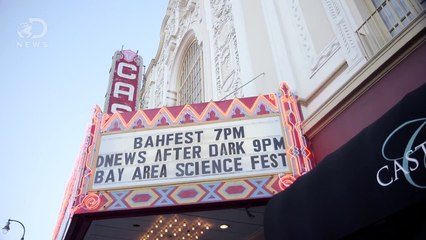 NEWS
CAS
BAHFEST 7PM
DNEWS AFTER DARK 9PM
BAY AREA SCIENCE FEST
CAST